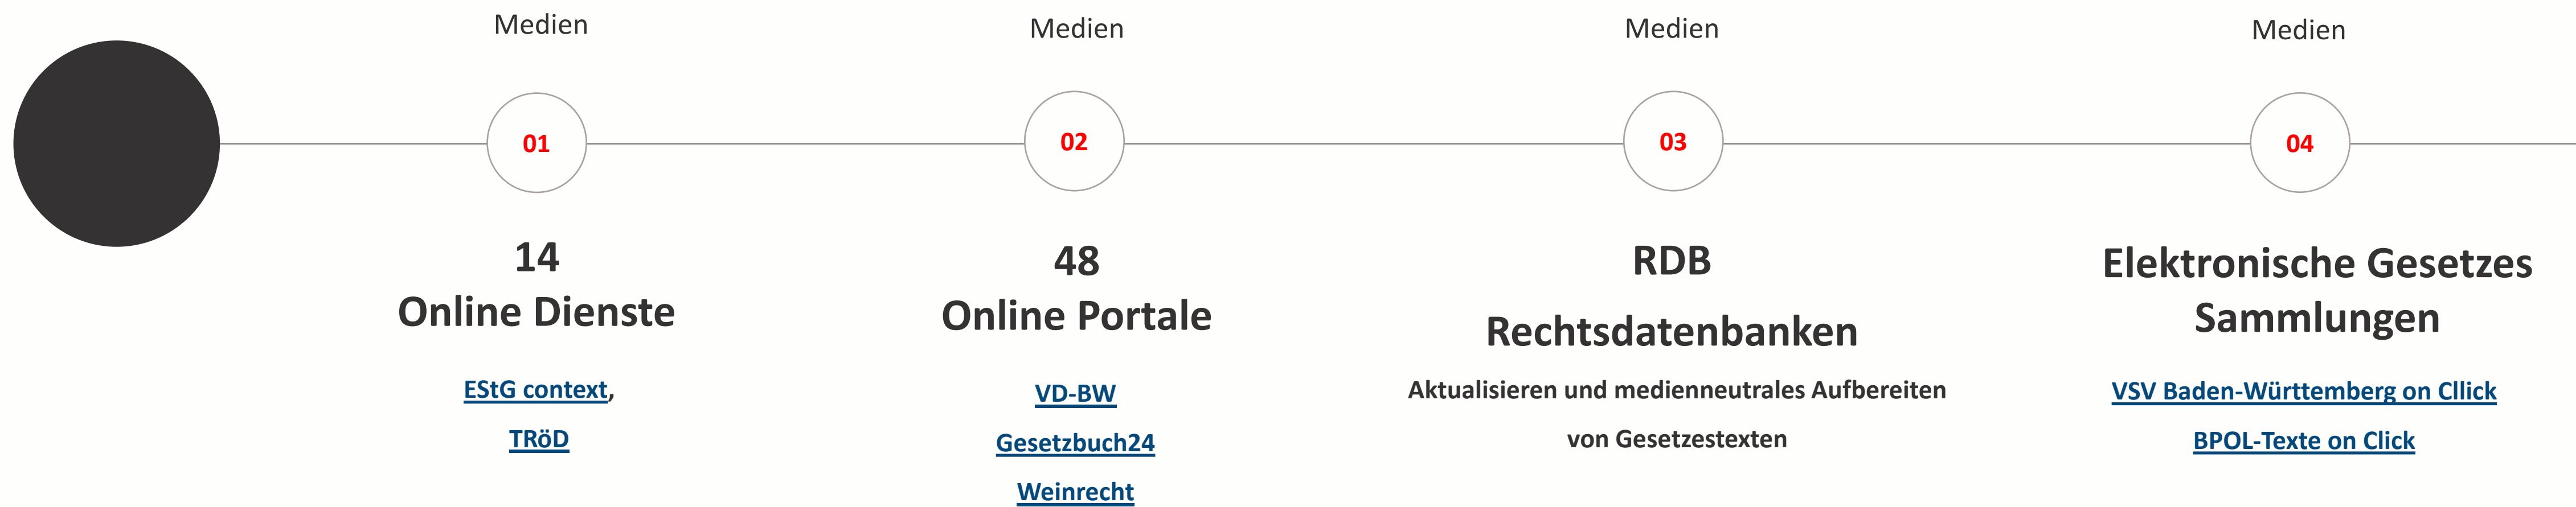 Medien
01
14
Online Dienste
EStG context,
TRöD
Medien
02
48
Online Portale
VD-BW
Gesetzbuch24
Weinrecht
Medien
03
RDB
Rechtsdatenbanken
Aktualisieren und medienneutrales Aufbereiten
von Gesetzestexten
Medien
04
Elektronische Gesetzes
Sammlungen
VSV Baden-Württemberg on Cllick
BPOL-Texte on Click